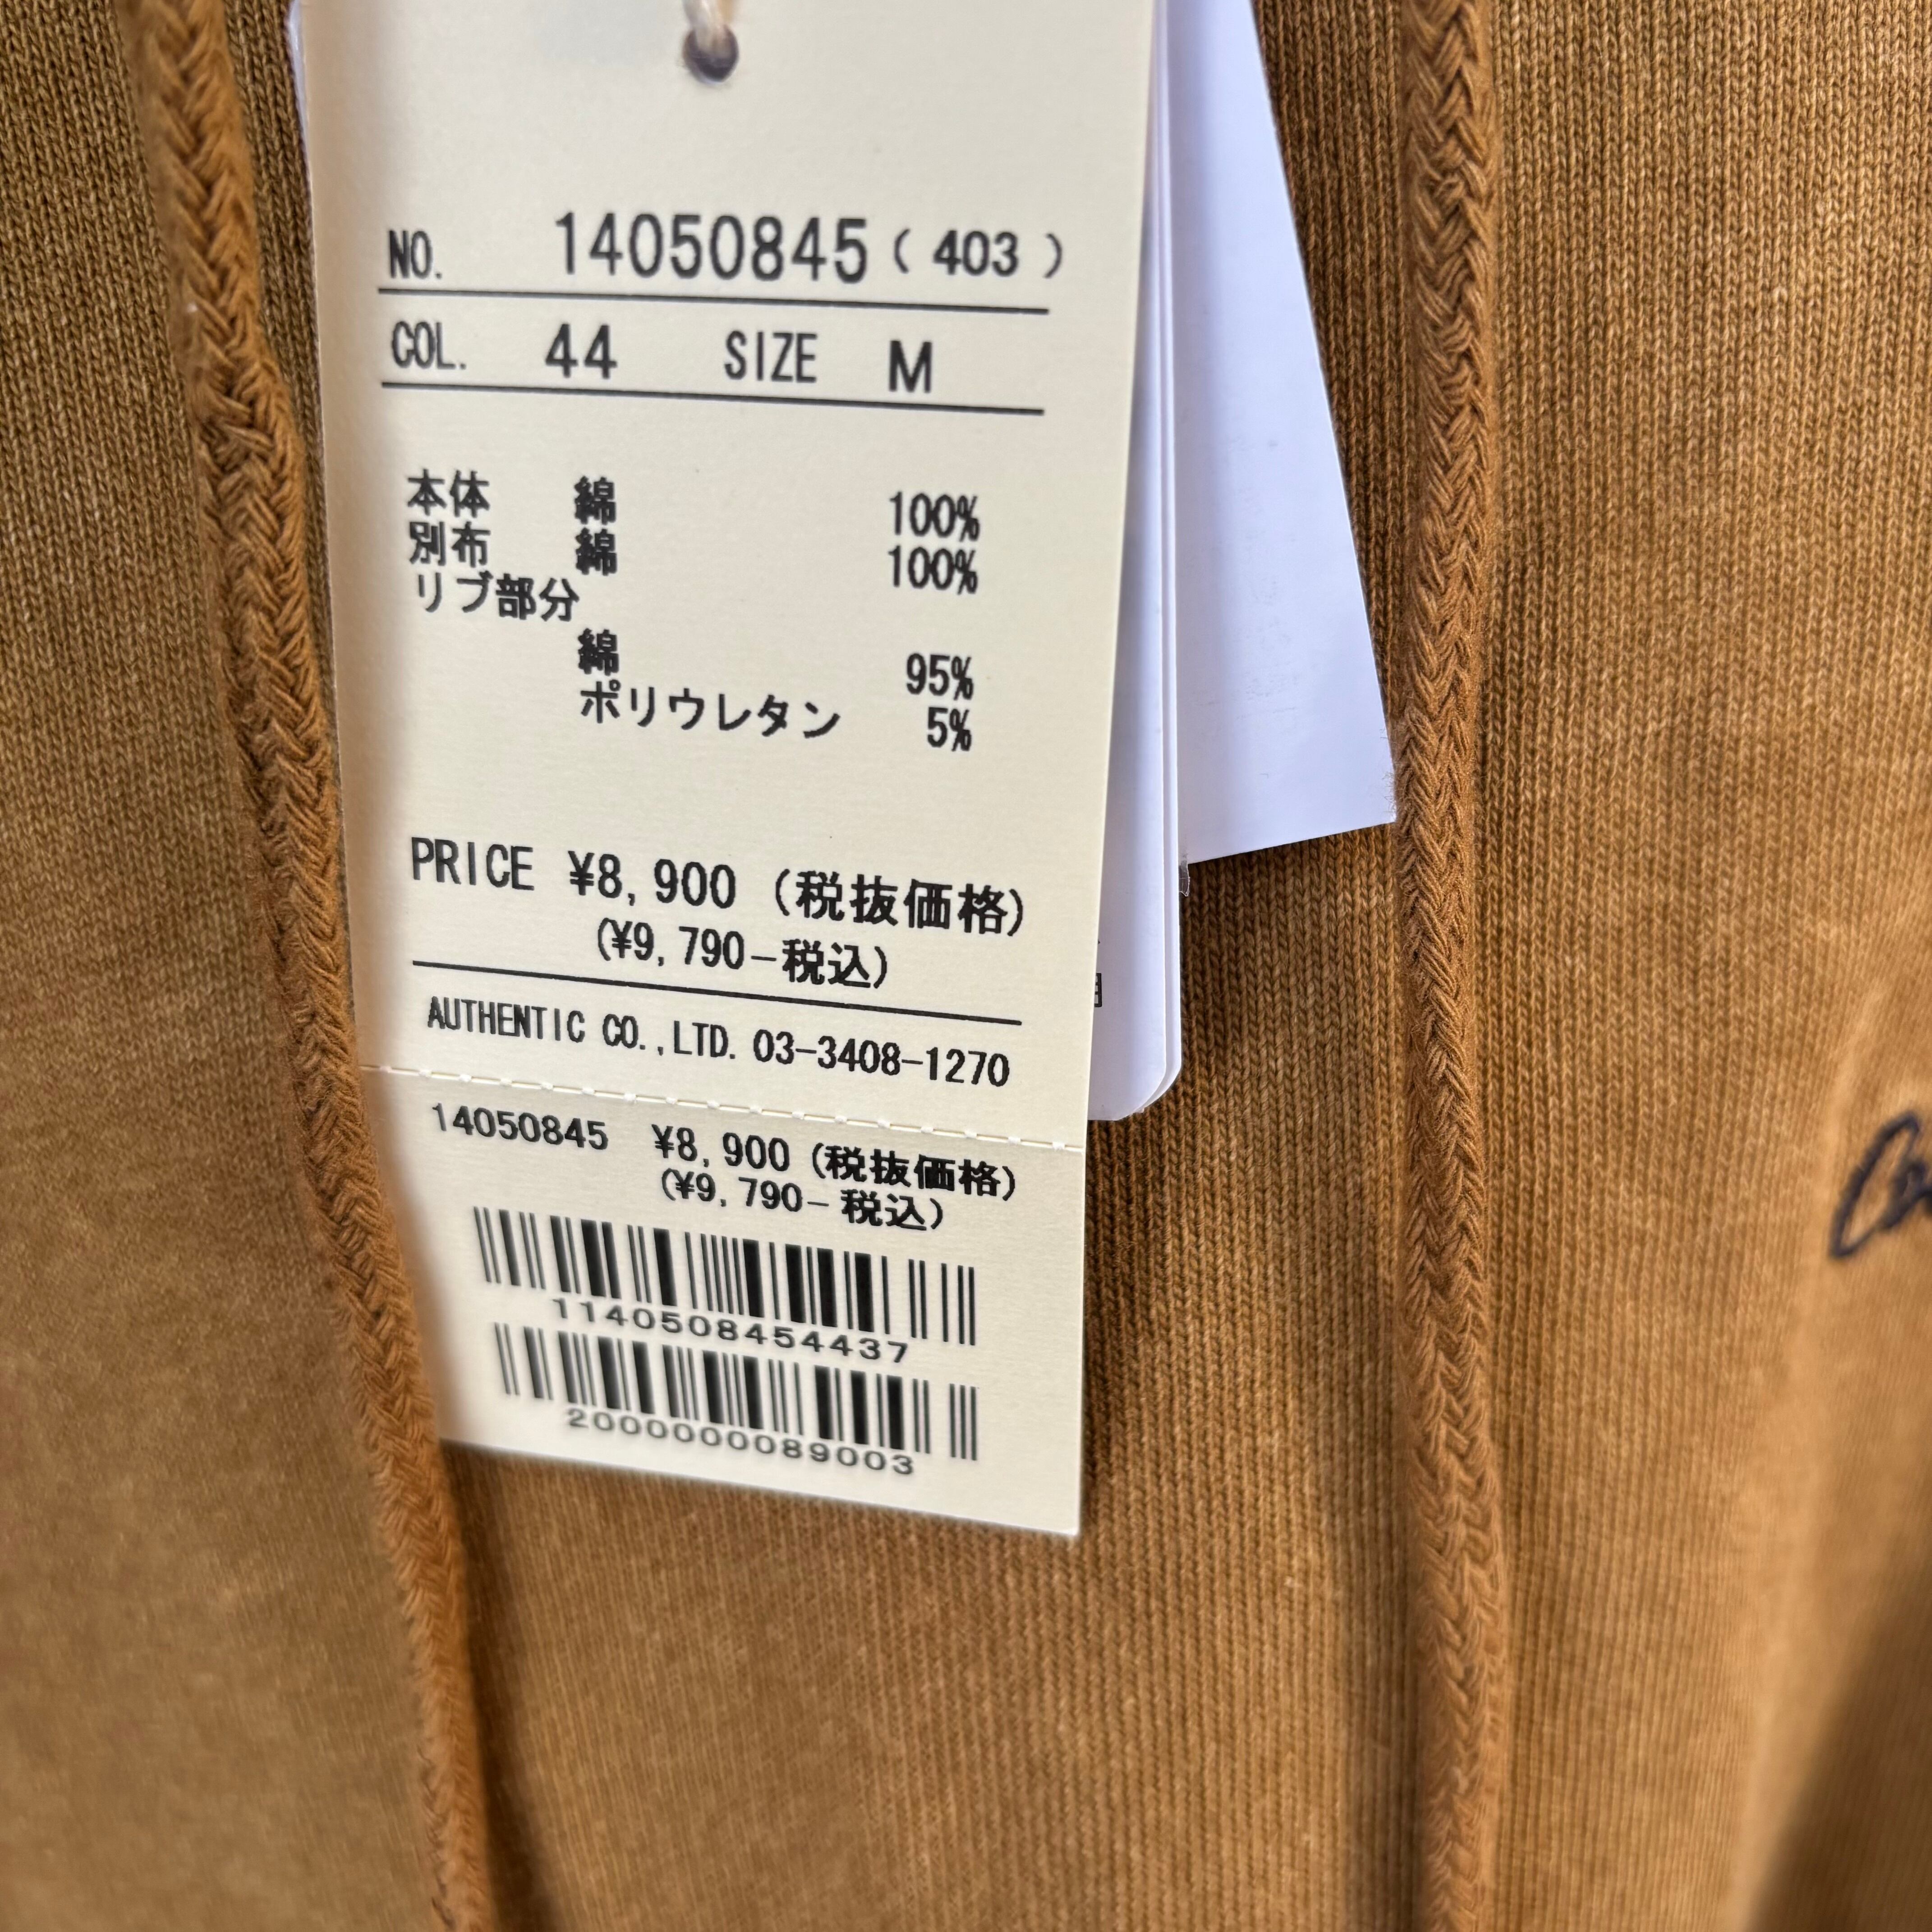 NO. 14050845 ( 403 )
COL. 44 SIZE M
本体 綿 100%
別布 綿 100%
リブ部分
綿 95%
ポリウレタン 5%
PRICE ¥8,900 (税抜価格)
(¥9,790-税込)
AUTHENTIC CO.,LTD. 03-3408-1270
14050845 ¥8,900 (税抜価格)
(¥9,790-税込)
1140508454437
2000000089003